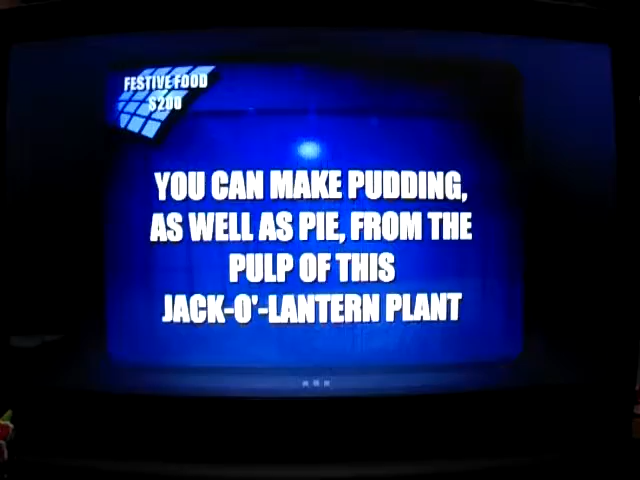 FESTIVE FOOD
$200
YOU CAN MAKE PUDDING,
AS WELL AS PIE, FROM THE
PULP OF THIS
JACK-O'-LANTERN PLANT